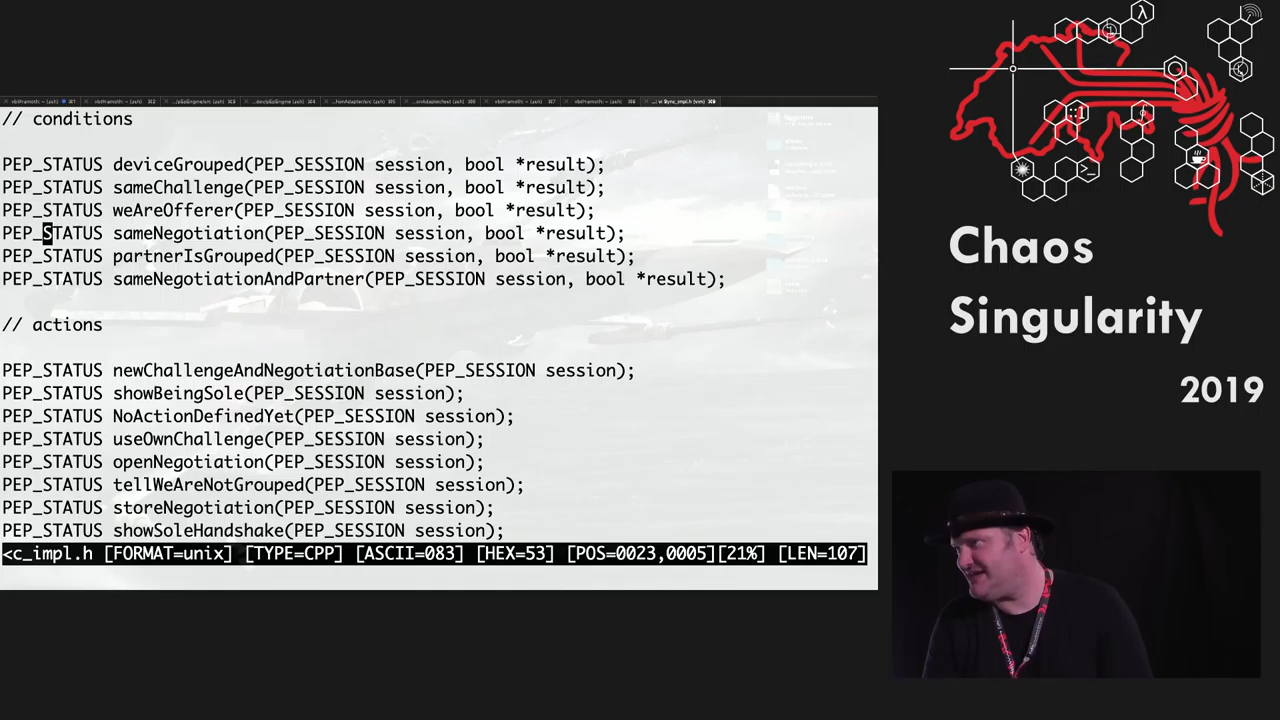 // conditions
PEP_STATUS deviceGrouped(PEP_SESSION session, bool *result);
PEP_STATUS sameChallenge(PEP_SESSION session, bool *result);
PEP_STATUS weAreOfferer(PEP_SESSION session, bool *result);
PEP_STATUS sameNegotiation(PEP_SESSION session, bool *result);
PEP_STATUS partnerIsGrouped(PEP_SESSION session, bool *result);
PEP_STATUS sameNegotiationAndPartner(PEP_SESSION session, bool *result);
// actions
PEP_STATUS newChallengeAndNegotiationBase(PEP_SESSION session);
PEP_STATUS showBeingSole(PEP_SESSION session);
PEP_STATUS NoActionDefinedYet(PEP_SESSION session);
PEP_STATUS useOwnChallenge(PEP_SESSION session);
PEP_STATUS openNegotiation(PEP_SESSION session);
PEP_STATUS tellWeAreNotGrouped(PEP_SESSION session);
PEP_STATUS storeNegotiation(PEP_SESSION session);
PEP_STATUS showSoleHandshake(PEP_SESSION session);
<c_impl.h [FORMAT=unix] [TYPE=CPP] [ASCII=083] [HEX=53] [POS=0023,0005][21%] [LEN=107]
Chaos
Singularity
2019